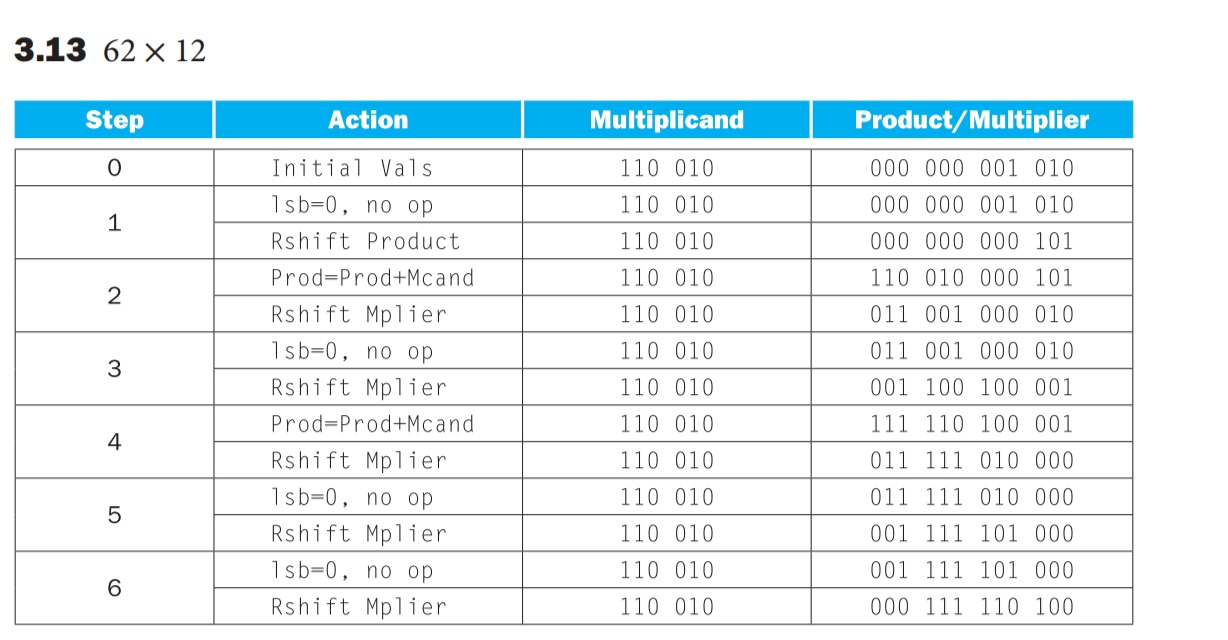 3.13 62 × 12
Step Action Multiplicand Product/Multiplier
0 Initial Vals 110 010 000 000 001 010
1 lsb=0, no op 110 010 000 000 001 010
Rshift Product 110 010 000 000 000 101
2 Prod=Prod+Mcand 110 010 110 010 000 101
Rshift Mplier 110 010 011 001 000 010
3 lsb=0, no op 110 010 011 001 000 010
Rshift Mplier 110 010 001 100 100 001
4 Prod=Prod+Mcand 110 010 111 110 100 001
Rshift Mplier 110 010 011 111 010 000
5 lsb=0, no op 110 010 011 111 010 000
Rshift Mplier 110 010 001 111 101 000
6 lsb=0, no op 110 010 001 111 101 000
Rshift Mplier 110 010 000 111 110 100